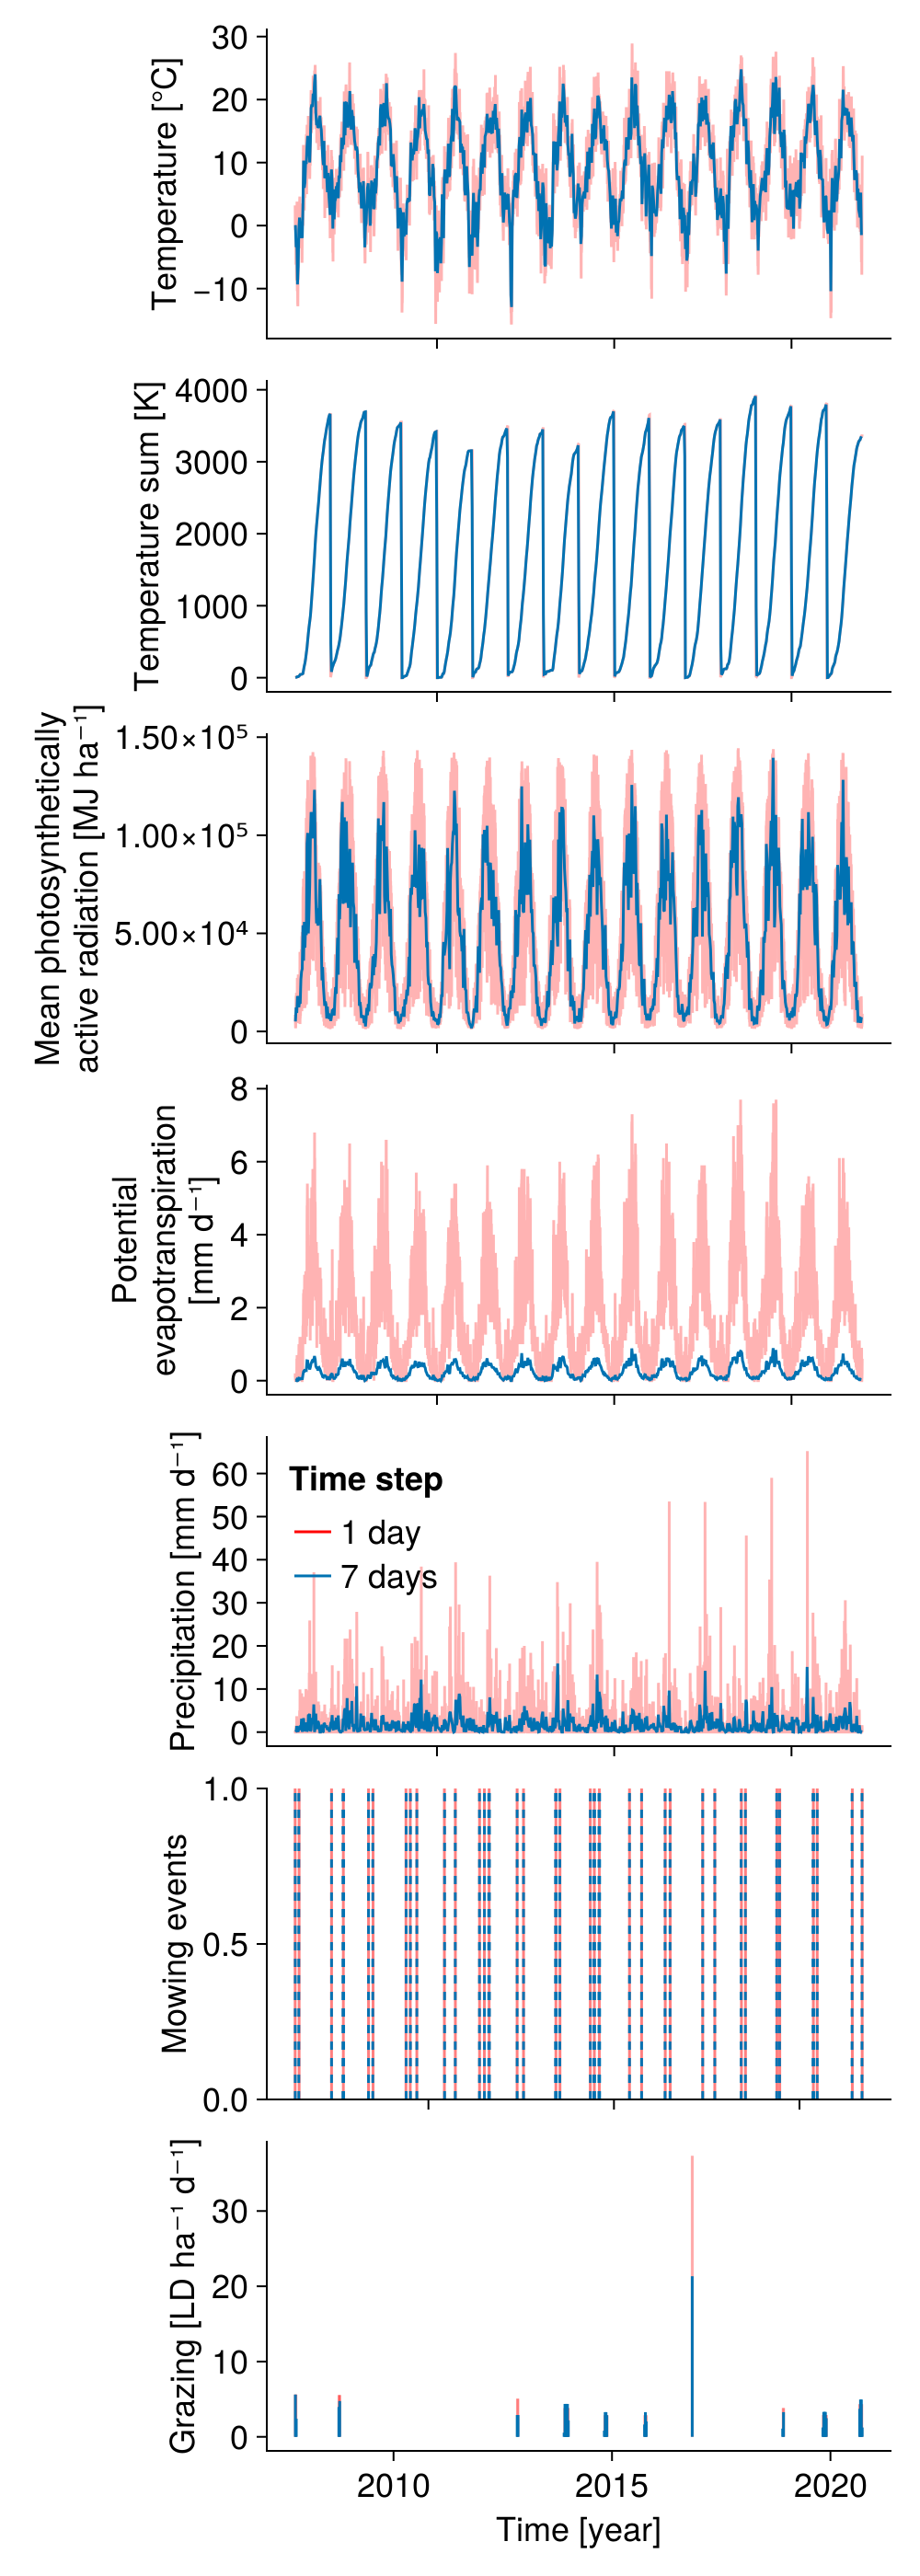 Temperature [°C]
30
20
10
0
−10
Temperature sum [K]
4000
3000
2000
1000
0
Mean photosynthetically
active radiation [MJ ha⁻¹]
1.50×10⁵
1.00×10⁵
5.00×10⁴
0
Potential
evapotranspiration
[mm d⁻¹]
8
6
4
2
0
Precipitation [mm d⁻¹]
60
50
40
30
20
10
0
Time step
1 day
7 days
Mowing events
1.0
0.5
0.0
Grazing [LD ha⁻¹ d⁻¹]
30
20
10
0
2010 2015 2020
Time [year]